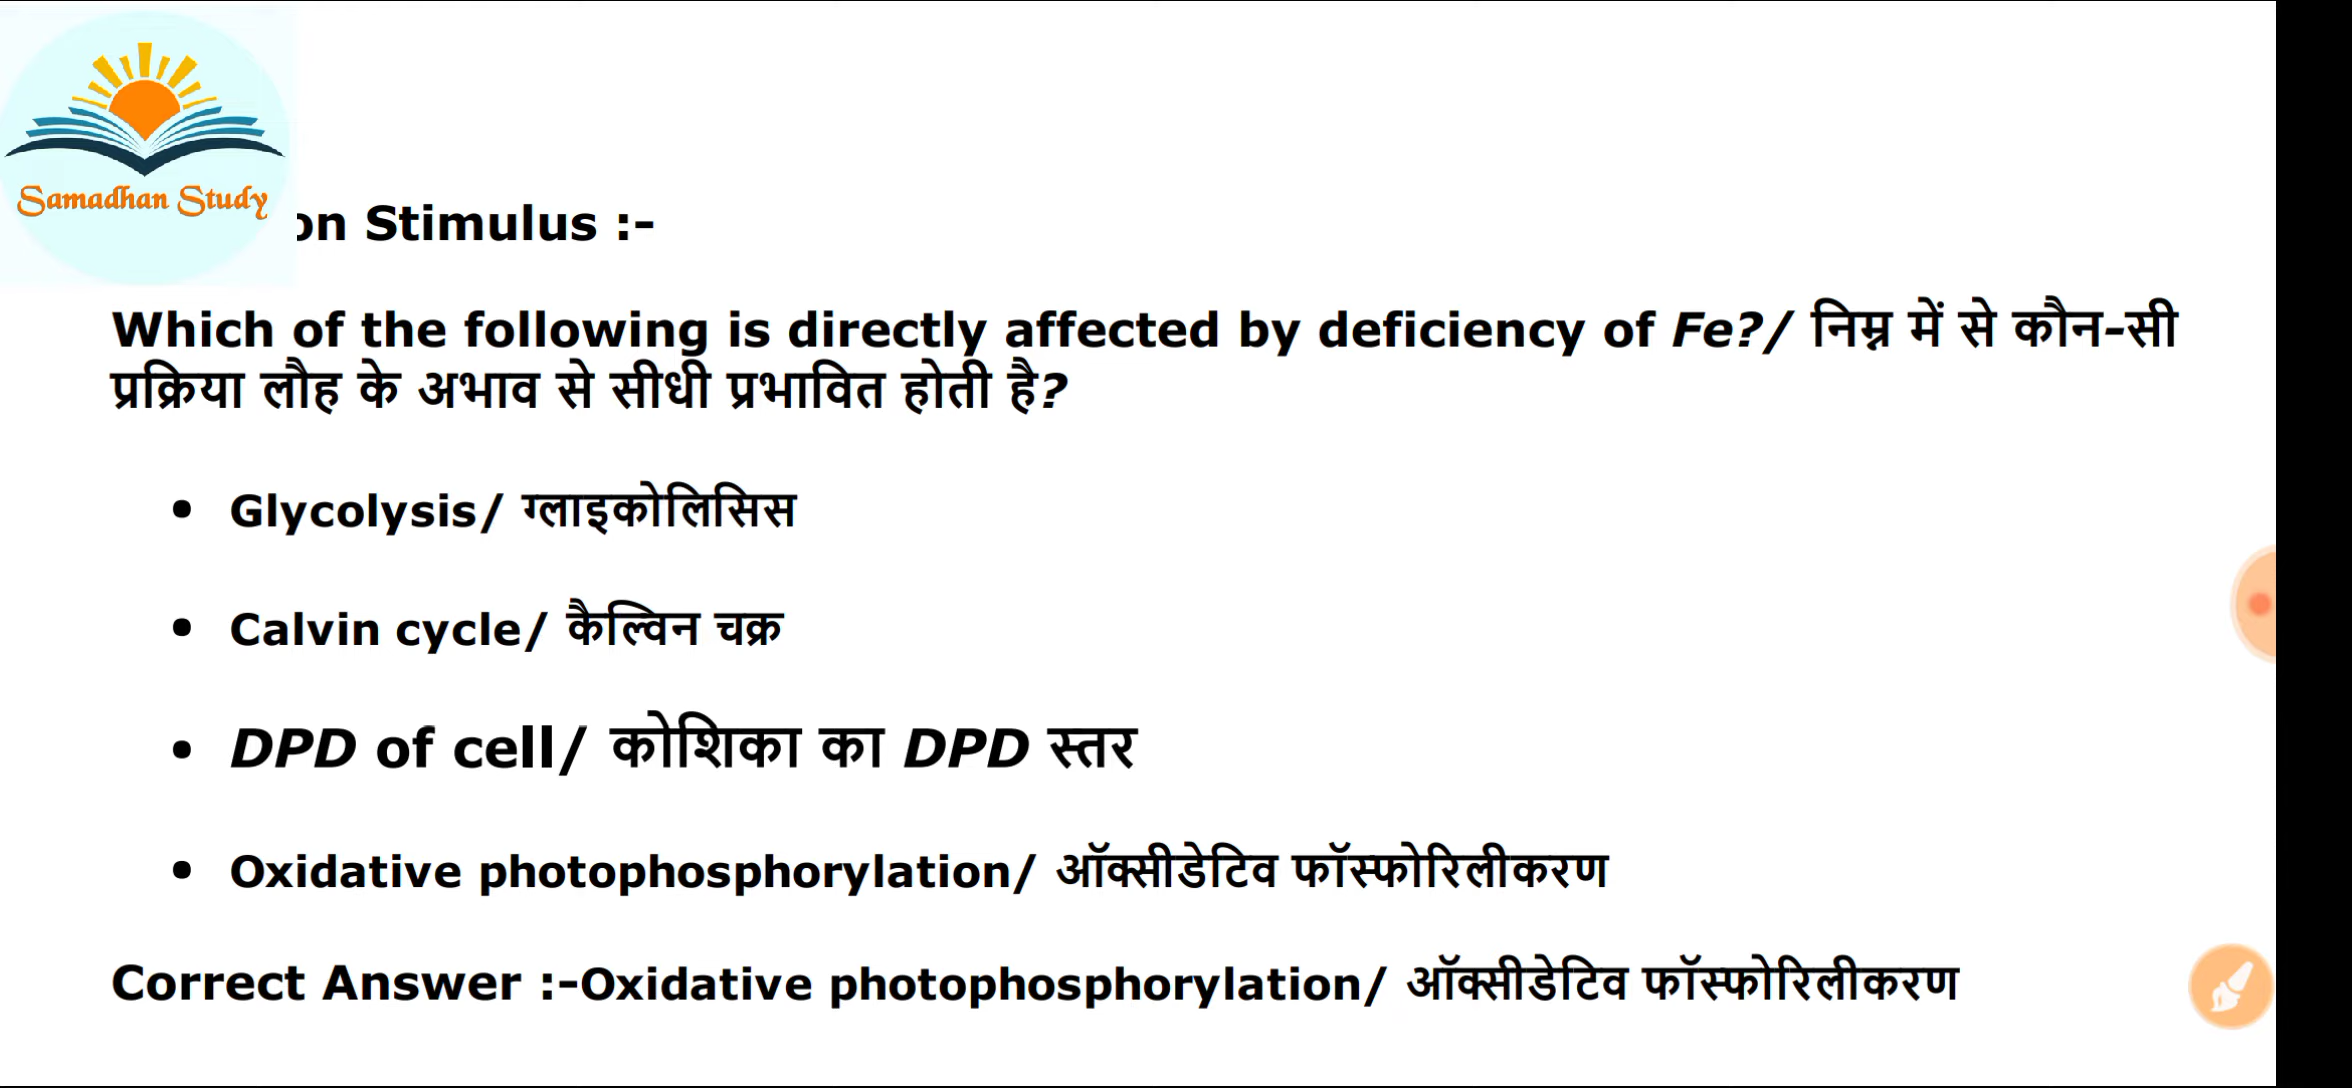 Samadhan Study
on Stimulus :-
Which of the following is directly affected by deficiency of Fe?/ निम्न में से कौन-सी
प्रक्रिया लौह के अभाव से सीधी प्रभावित होती है?
• Glycolysis/ ग्लाइकोलिसिस
• Calvin cycle/ कैल्विन चक्र
• DPD of cell/ कोशिका का DPD स्तर
• Oxidative photophosphorylation/ ऑक्सीडेटिव फॉस्फोरिलीकरण
Correct Answer :-Oxidative photophosphorylation/ ऑक्सीडेटिव फॉस्फोरिलीकरण